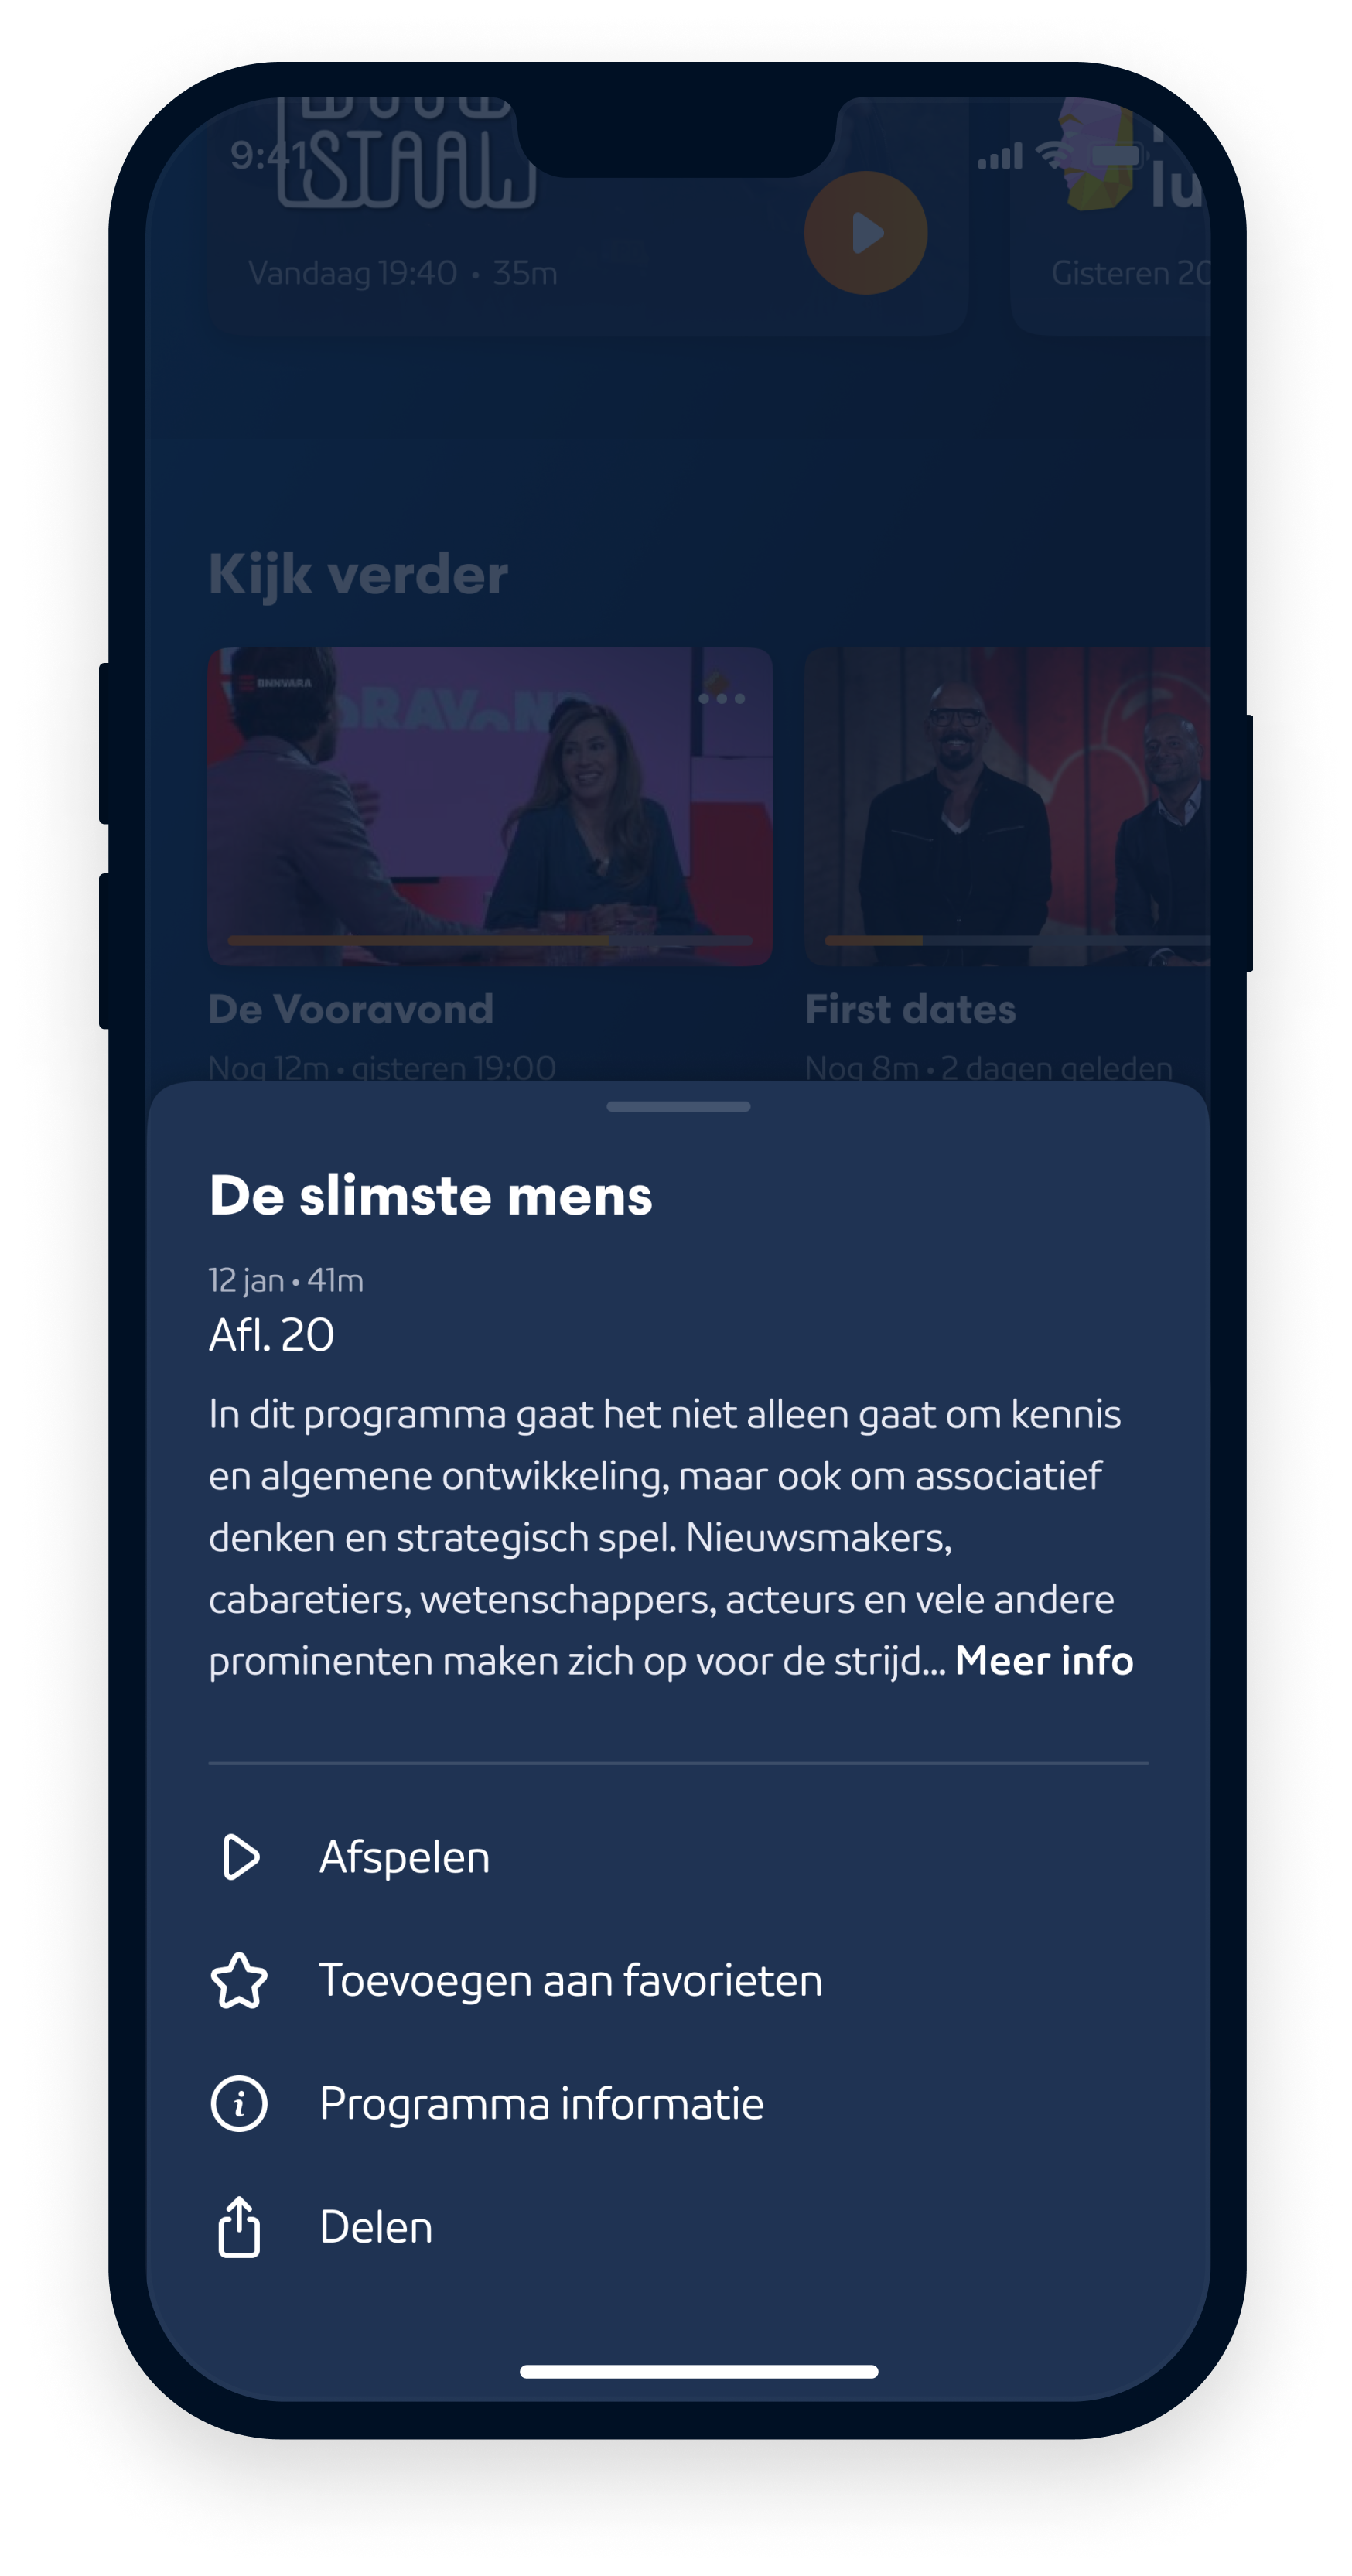 9:41
STAAL
lu
Vandaag 19:40 • 35m
Gisteren 20
Kijk verder
BNNVARA
De Vooravond
First dates
Nog 12m • gisteren 19:00
Nog 8m • 2 dagen geleden
De slimste mens
12 jan • 41m
Afl. 20
In dit programma gaat het niet alleen gaat om kennis
en algemene ontwikkeling, maar ook om associatief
denken en strategisch spel. Nieuwsmakers,
cabaretiers, wetenschappers, acteurs en vele andere
prominenten maken zich op voor de strijd... Meer info
Afspelen
Toevoegen aan favorieten
Programma informatie
Delen